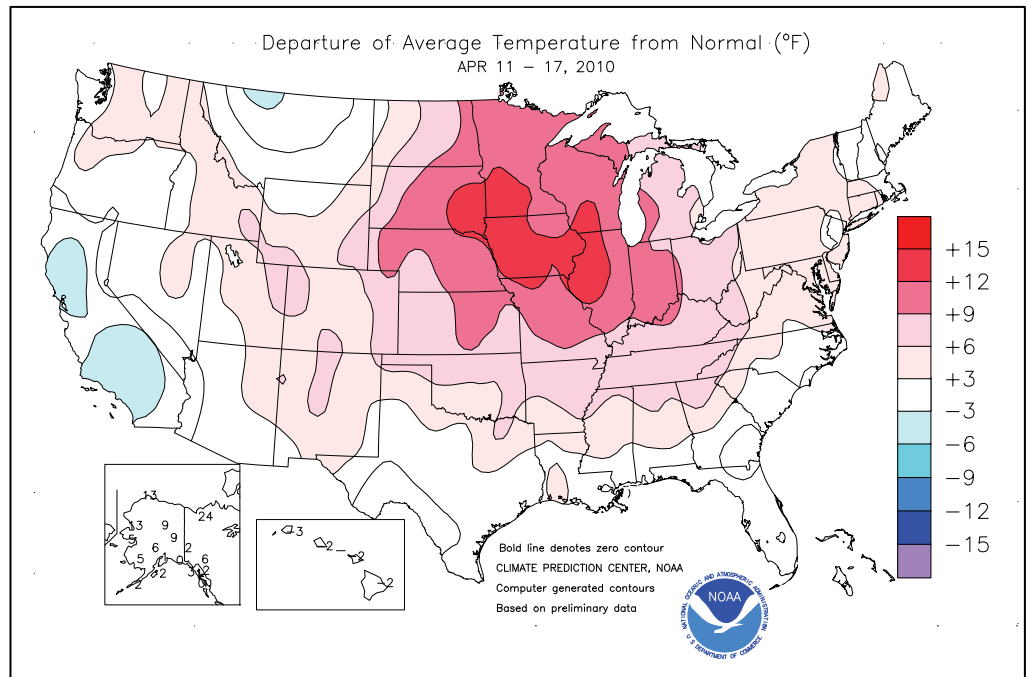 Departure of Average Temperature from Normal (°F)
APR 11 – 17, 2010
+15
+12
+9
+6
+3
-3
-6
-9
-12
-15
13
24
13
9
5
9
6
2
5
6
2
2
3
2
2
2
Bold line denotes zero contour
CLIMATE PREDICTION CENTER, NOAA
Computer generated contours
Based on preliminary data
NATIONAL OCEANIC AND ATMOSPHERIC ADMINISTRATION
NOAA
U S DEPARTMENT OF COMMERCE